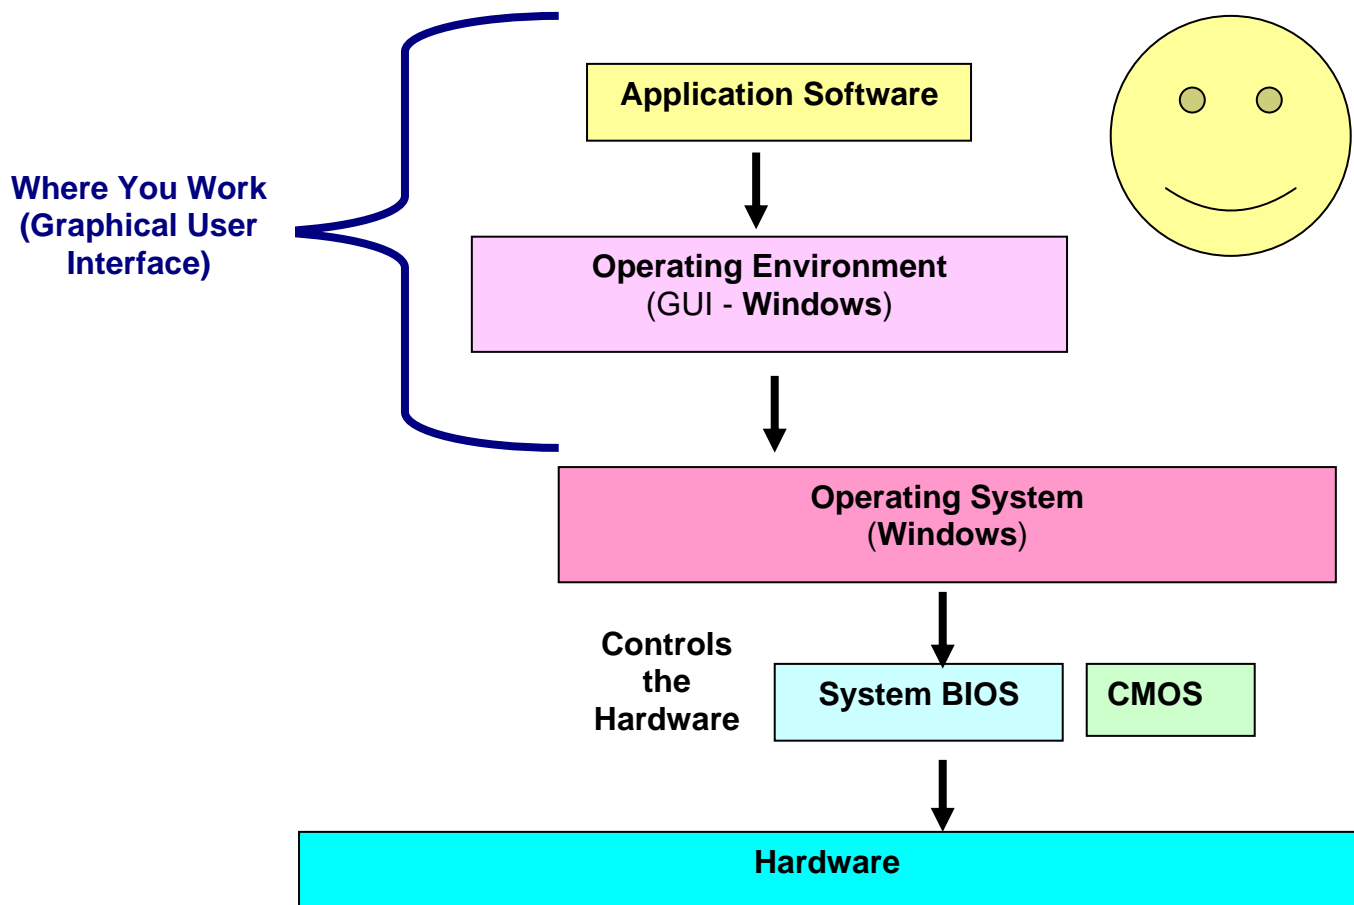 Application Software
Where You Work
(Graphical User
Interface)
Operating Environment
(GUI - Windows)
Operating System
(Windows)
Controls
the
Hardware
System BIOS
CMOS
Hardware